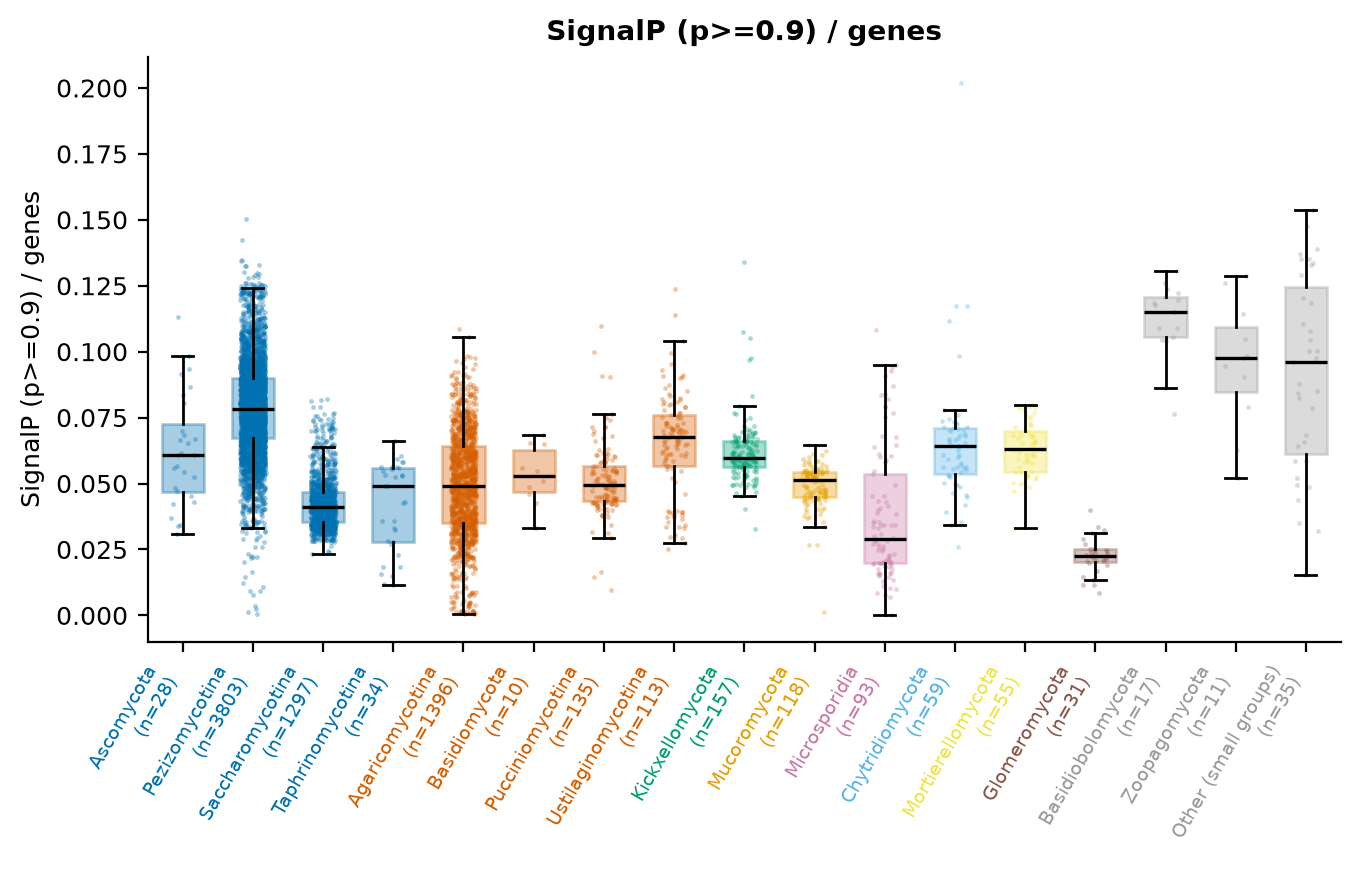 SignalP (p>=0.9) / genes
SignalP (p>=0.9) / genes
0.200
0.175
0.150
0.125
0.100
0.075
0.050
0.025
0.000
Ascomycota
(n=28)
Pezizomycotina
(n=3803)
Saccharomycotina
(n=1297)
Taphrinomycotina
(n=34)
Agaricomycotina
(n=1396)
Basidiomycota
(n=10)
Pucciniomycotina
(n=135)
Ustilaginomycotina
(n=113)
Kickxellomycota
(n=157)
Mucoromycota
(n=118)
Microsporidia
(n=93)
Chytridiomycota
(n=59)
Mortierellomycota
(n=55)
Glomeromycota
(n=31)
Basidiobolomycota
(n=17)
Zoopagomycota
(n=11)
Other (small groups)
(n=35)